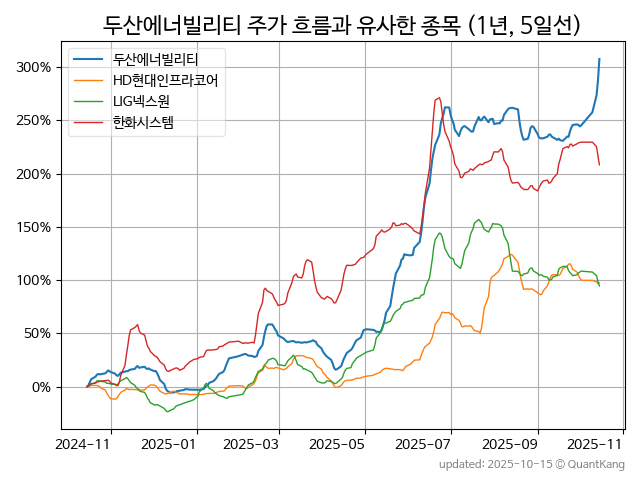 두산에너빌리티 주가 흐름과 유사한 종목 (1년, 5일선)
두산에너빌리티
HD현대인프라코어
LIG넥스원
한화시스템
300%
250%
200%
150%
100%
50%
0%
2024-11 2025-01 2025-03 2025-05 2025-07 2025-09 2025-11
updated: 2025-10-15 © QuantKang